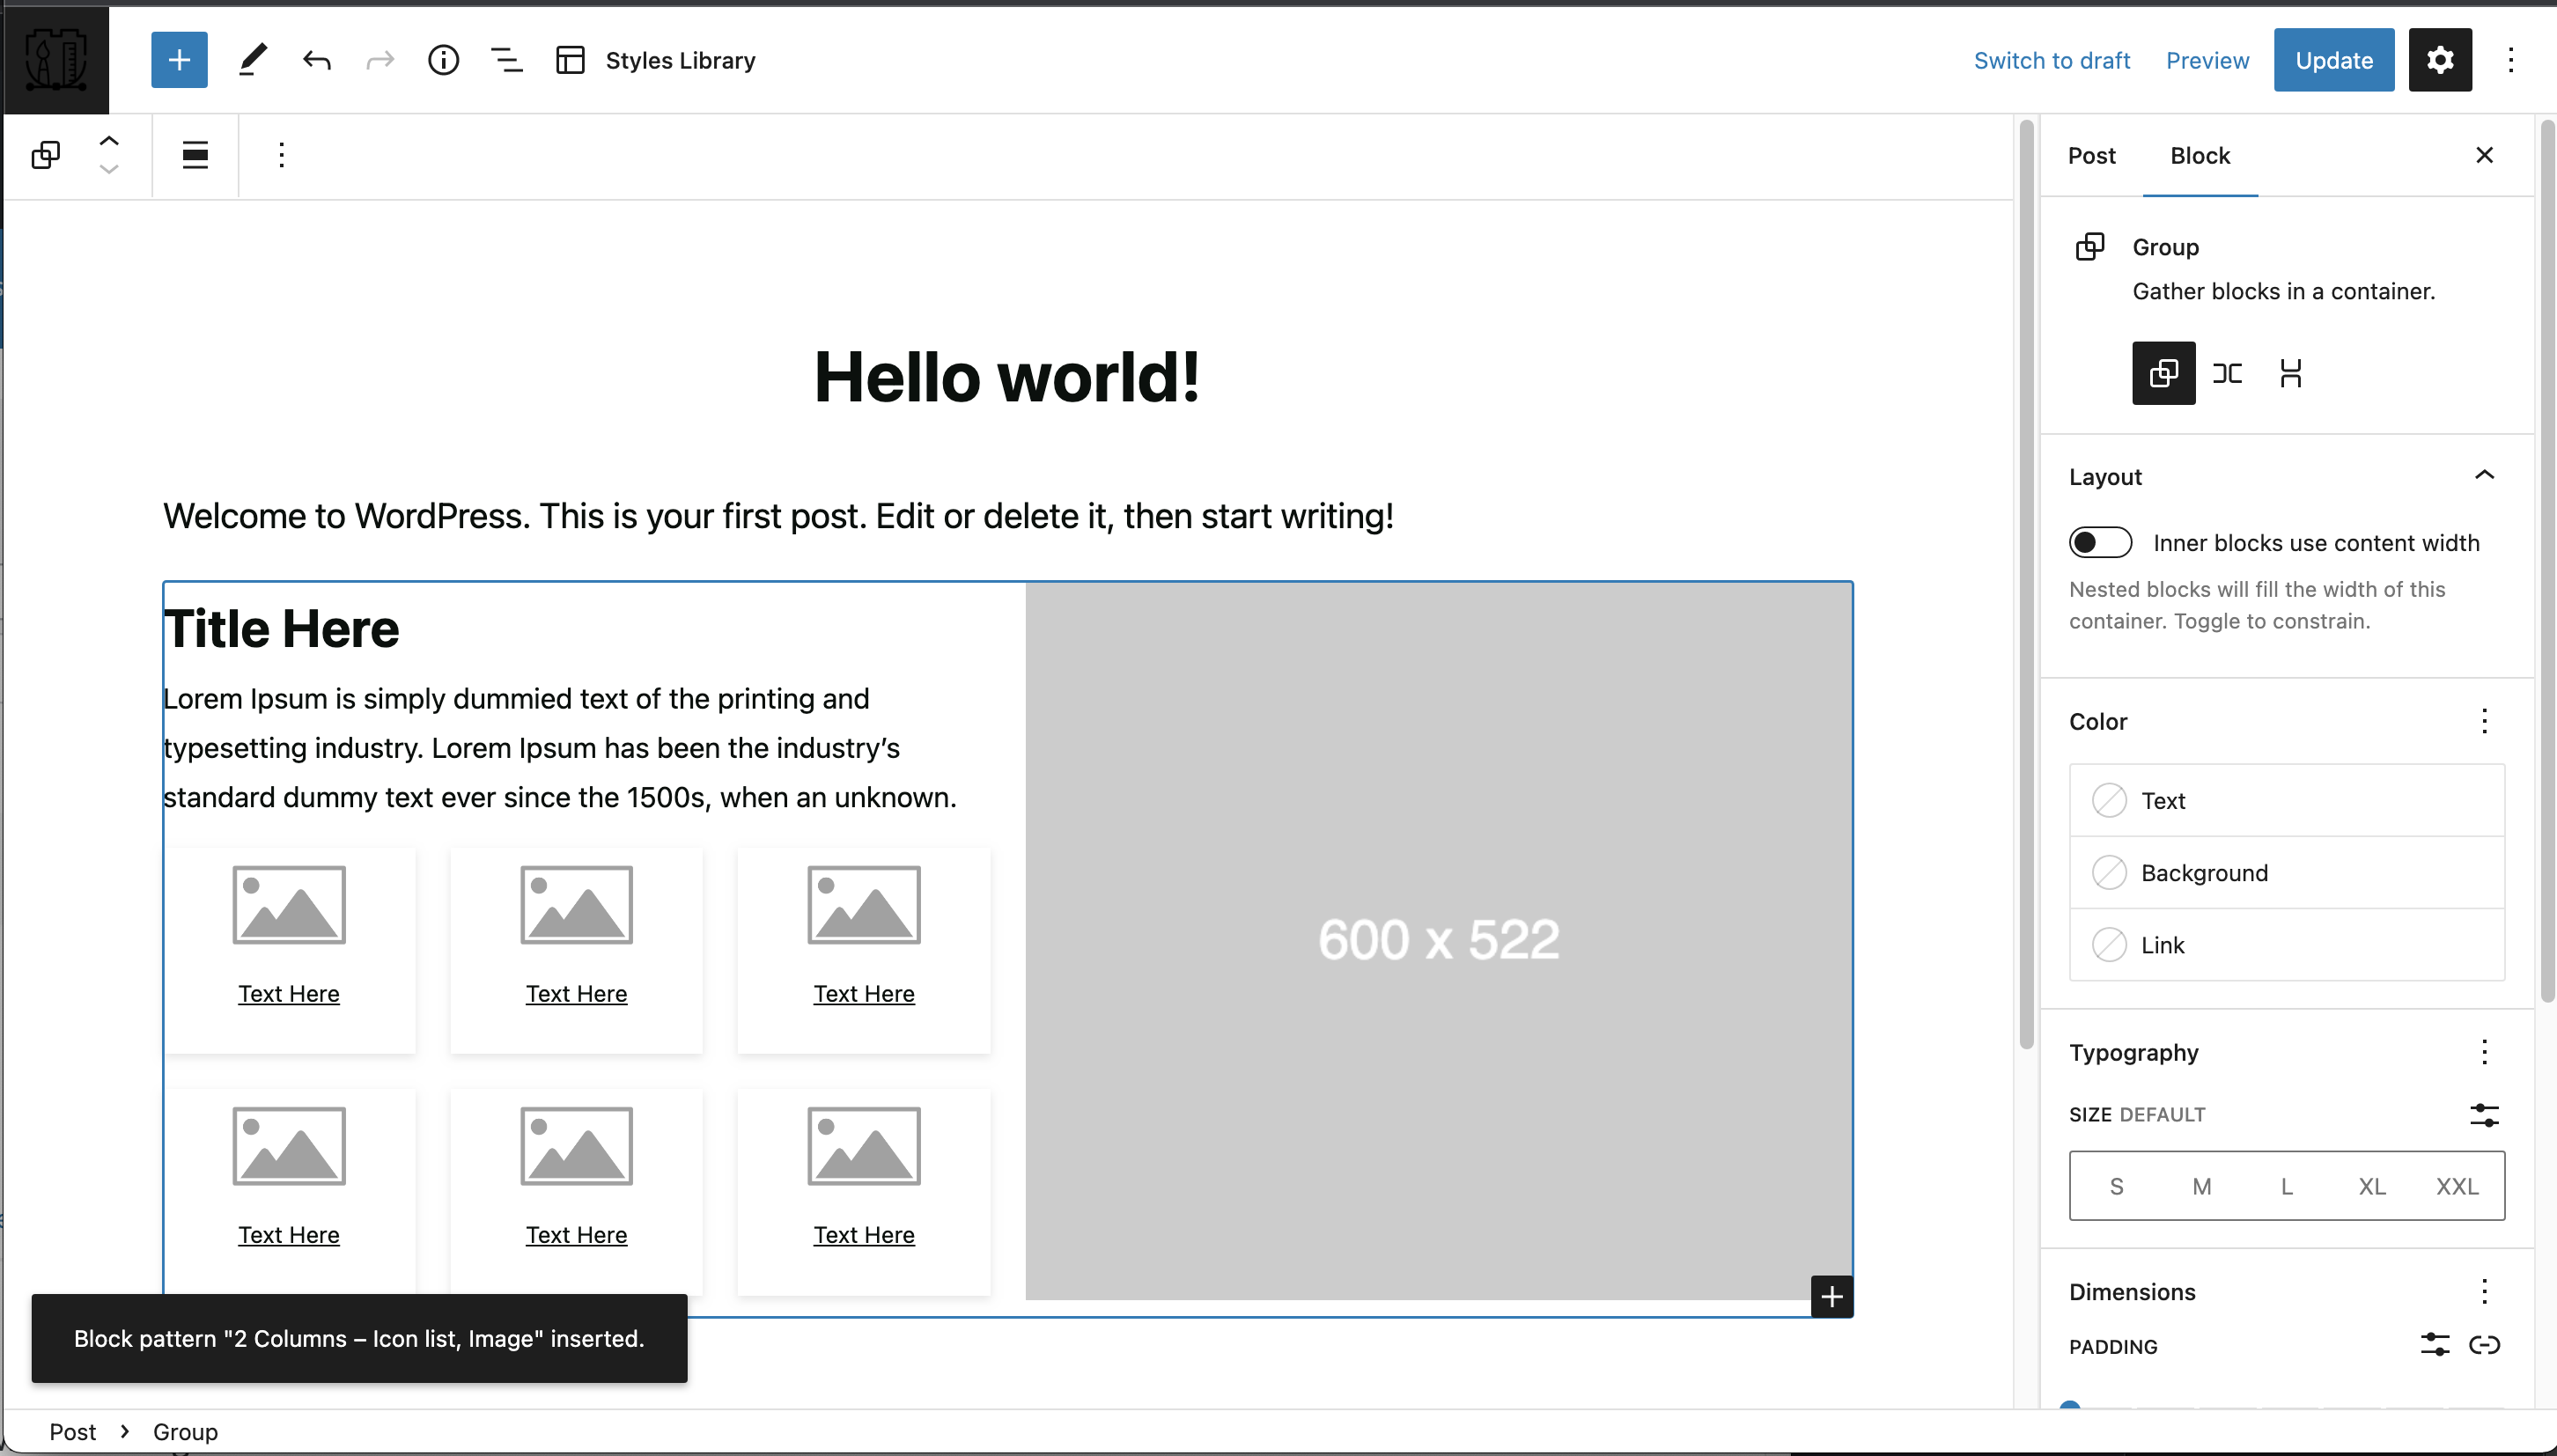 Styles Library
Switch to draft
Preview
Update
Post
Block
Group
Gather blocks in a container.
Hello world!
Welcome to WordPress. This is your first post. Edit or delete it, then start writing!
Title Here
Lorem Ipsum is simply dummied text of the printing and
typesetting industry. Lorem Ipsum has been the industry’s
standard dummy text ever since the 1500s, when an unknown.
Text Here
Text Here
Text Here
Text Here
Text Here
Text Here
600 x 522
Layout
Inner blocks use content width
Nested blocks will fill the width of this
container. Toggle to constrain.
Color
Text
Background
Link
Typography
SIZE DEFAULT
S M L XL XXL
Dimensions
PADDING
Block pattern "2 Columns – Icon list, Image" inserted.
Post › Group